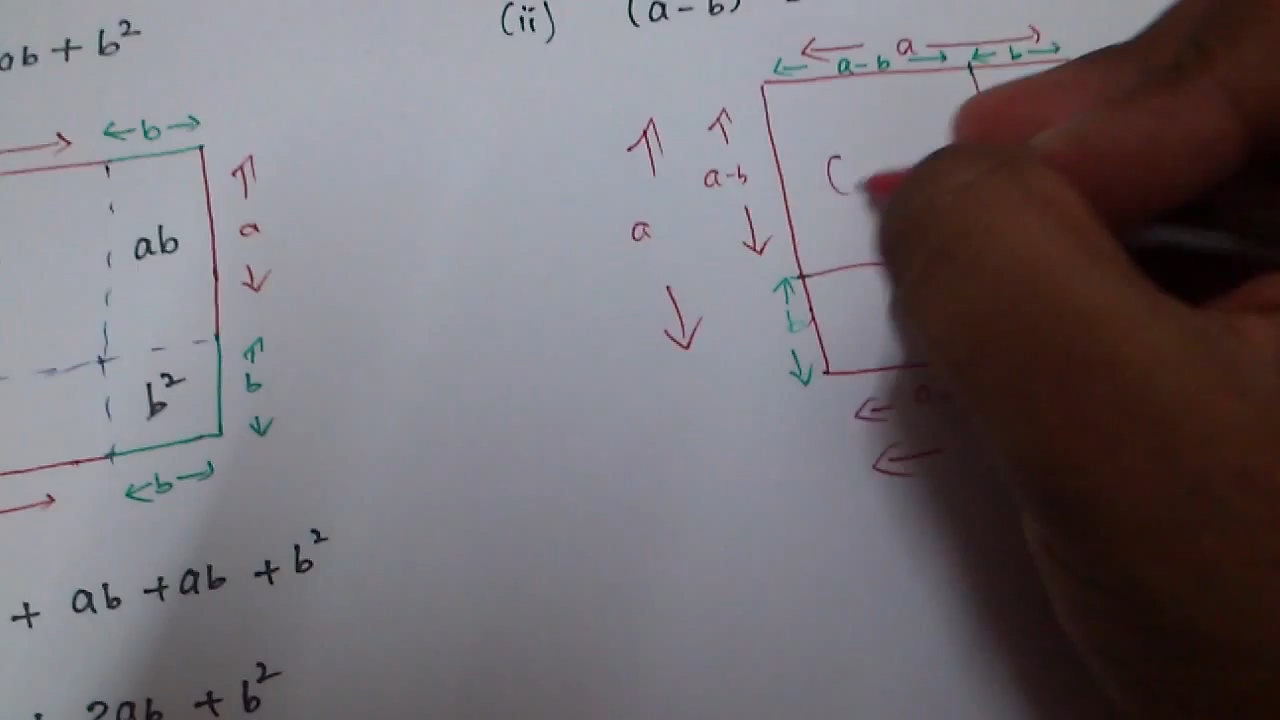 ab + b²
(ii) (a-b)
← b →
ab
a
b²
b
← b →
+ ab + ab + b²
2ab + b²
← a →
← a-b → ← b →
a
a-b
b
(